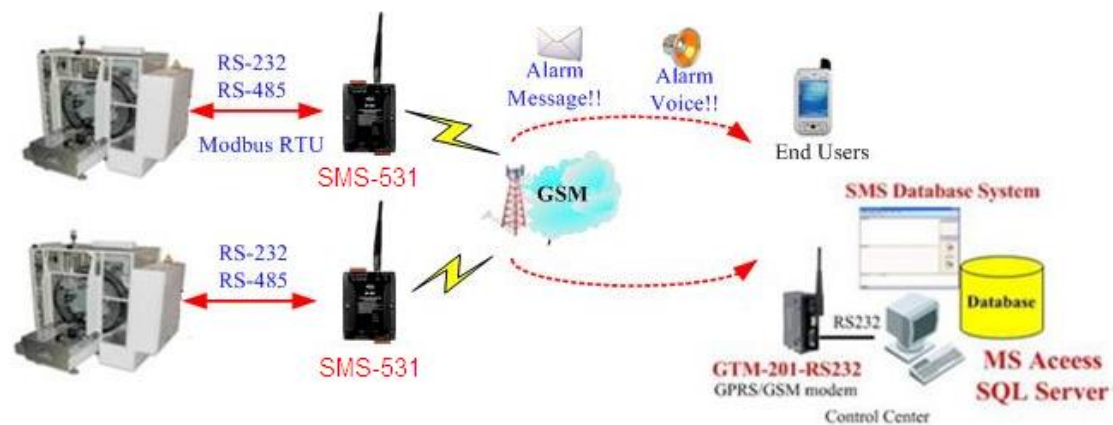 RS-232
RS-485
Modbus RTU
SMS-531
Alarm
Message!!
Alarm
Voice!!
End Users
GSM
RS-232
RS-485
SMS-531
SMS Database System
Database
RS232
GTM-201-RS232
GPRS/GSM modem
MS Aceess
SQL Server
Control Center